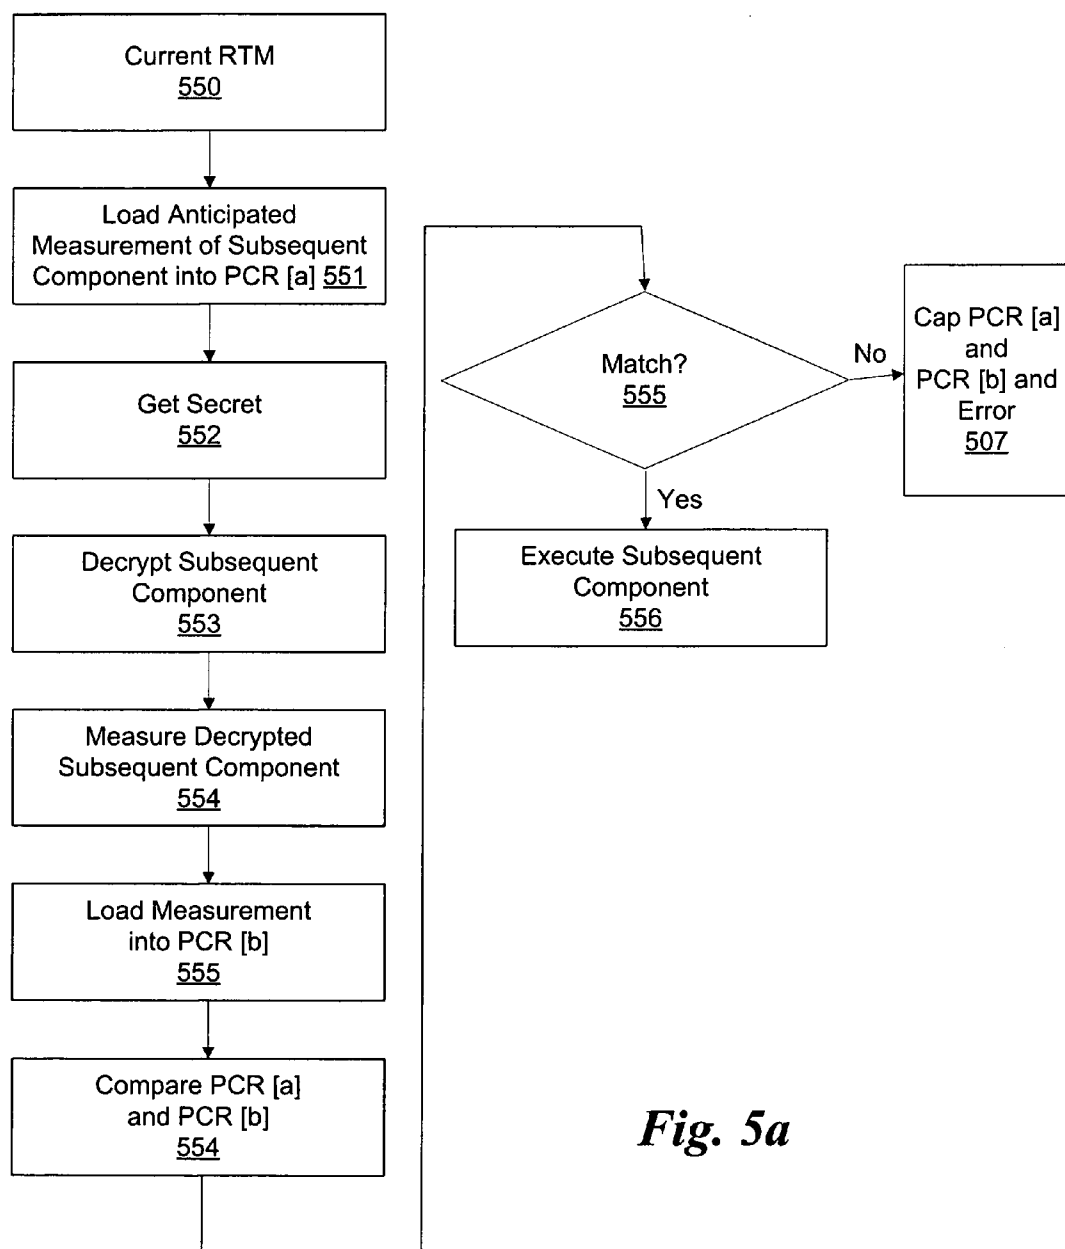 Current RTM
550
Load Anticipated
Measurement of Subsequent
Component into PCR [a] 551
Get Secret
552
Decrypt Subsequent
Component
553
Measure Decrypted
Subsequent Component
554
Load Measurement
into PCR [b]
555
Compare PCR [a]
and PCR [b]
554
Match?
555
No
Cap PCR [a]
and
PCR [b] and
Error
507
Yes
Execute Subsequent
Component
556
Fig. 5a